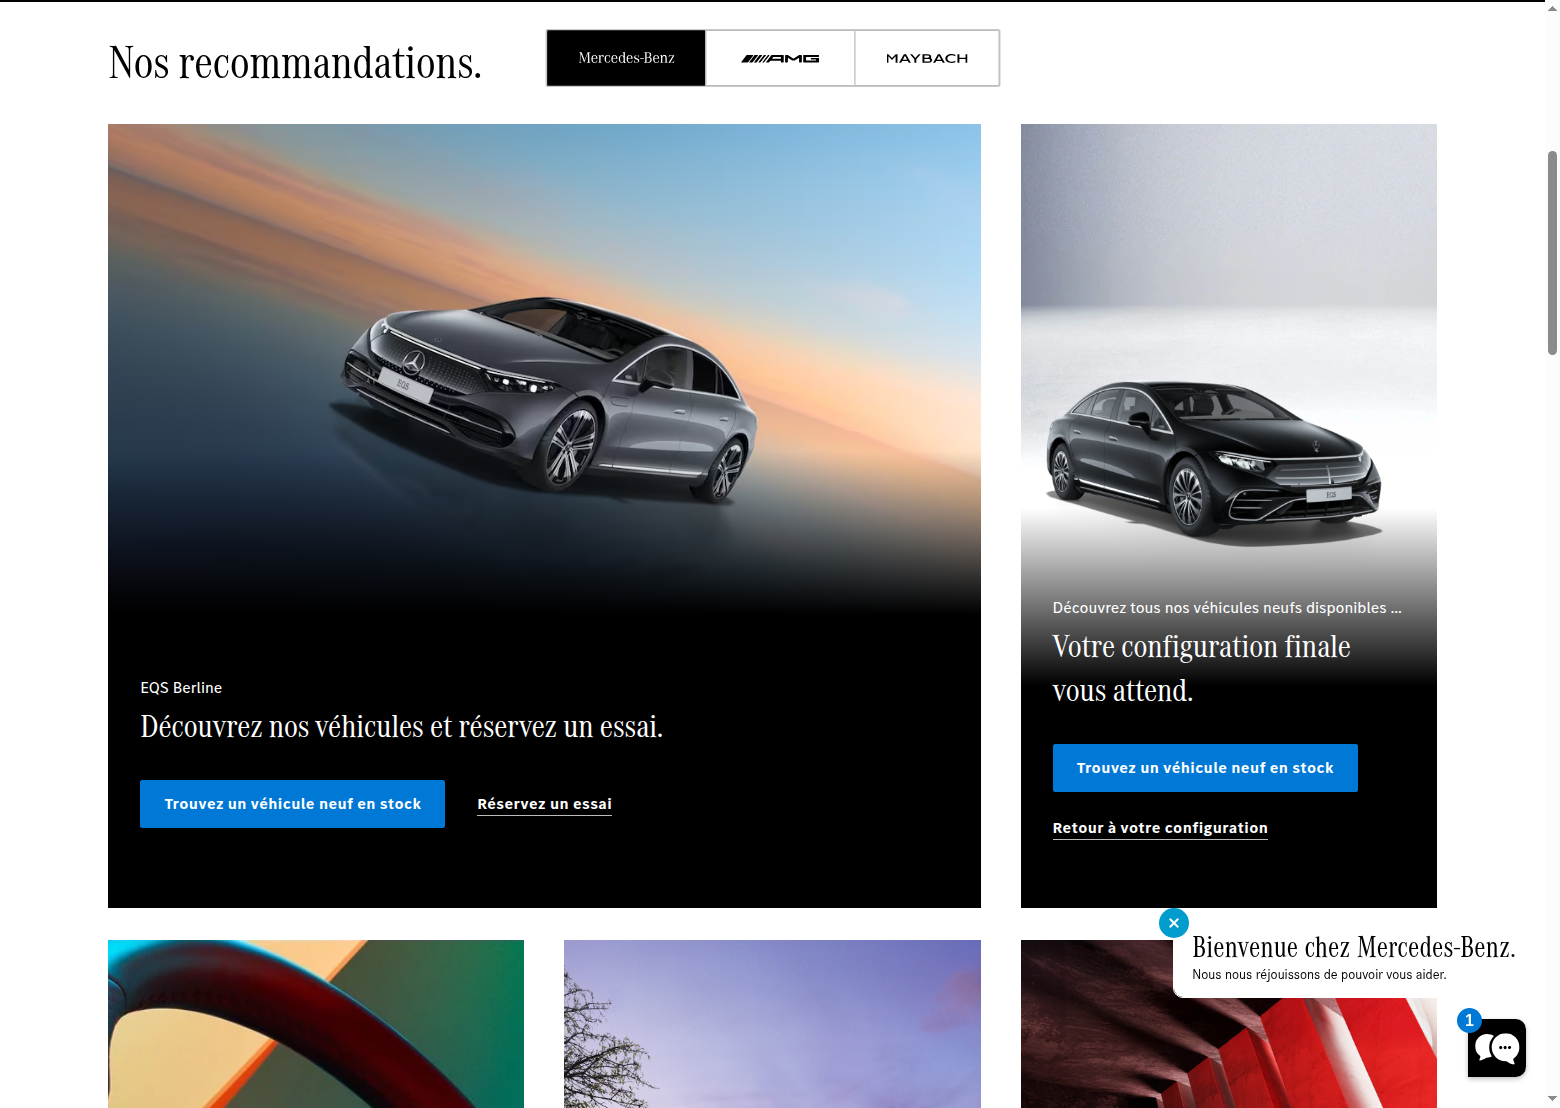 Nos recommandations.
Mercedes-Benz
AMG
MAYBACH
EQS
EQS
EQS Berline
Découvrez nos véhicules et réservez un essai.
Trouvez un véhicule neuf en stock
Réservez un essai
Découvrez tous nos véhicules neufs disponibles ...
Votre configuration finale
vous attend.
Trouvez un véhicule neuf en stock
Retour à votre configuration
Bienvenue chez Mercedes-Benz.
Nous nous réjouissons de pouvoir vous aider.
1